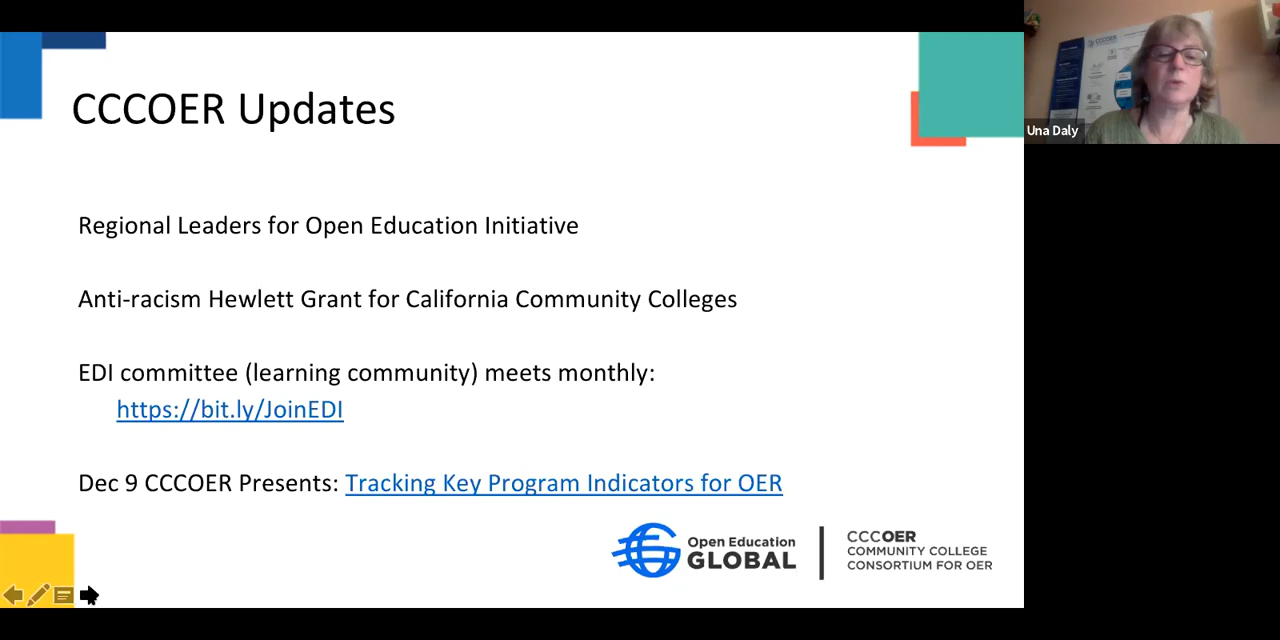 CCCOER Updates
Regional Leaders for Open Education Initiative
Anti-racism Hewlett Grant for California Community Colleges
EDI committee (learning community) meets monthly:
https://bit.ly/JoinEDI
Dec 9 CCCOER Presents: Tracking Key Program Indicators for OER
Open Education
GLOBAL
CCCOER
COMMUNITY COLLEGE
CONSORTIUM FOR OER
Una Daly